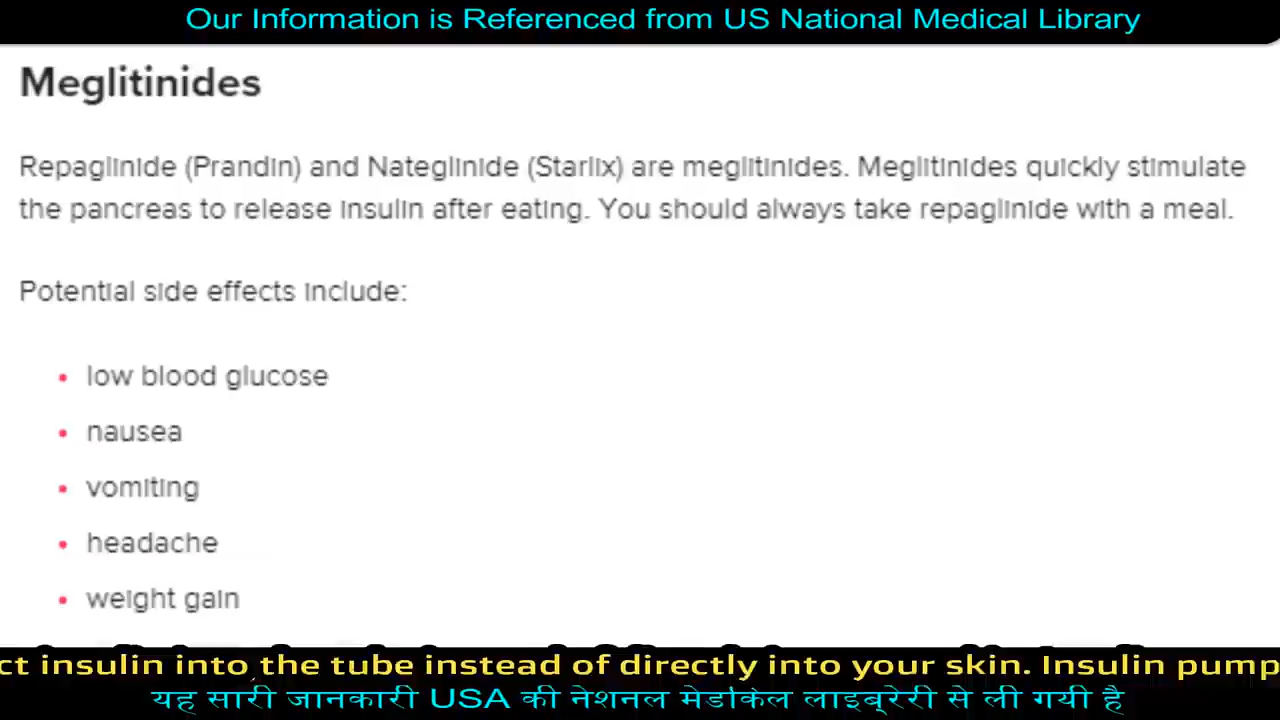 Our Information is Referenced from US National Medical Library
Meglitinides
Repaglinide (Prandin) and Nateglinide (Starlix) are meglitinides. Meglitinides quickly stimulate
the pancreas to release insulin after eating. You should always take repaglinide with a meal.
Potential side effects include:
• low blood glucose
• nausea
• vomiting
• headache
• weight gain
ct insulin into the tube instead of directly into your skin. Insulin pump
यह सारी जानकारी USA की नेशनल मेडिकल लाइब्रेरी से ली गयी है